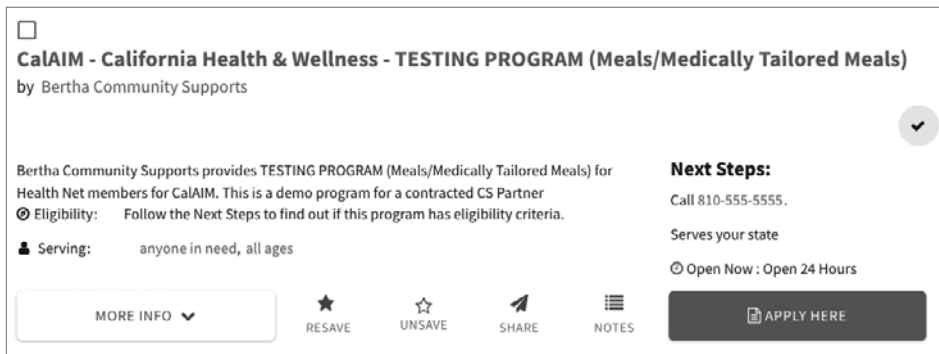 CalAIM - California Health & Wellness - TESTING PROGRAM (Meals/Medically Tailored Meals)
by Bertha Community Supports
Bertha Community Supports provides TESTING PROGRAM (Meals/Medically Tailored Meals) for
Health Net members for CalAIM. This is a demo program for a contracted CS Partner
Eligibility: Follow the Next Steps to find out if this program has eligibility criteria.
Serving: anyone in need, all ages
Next Steps:
Call 810-555-5555.
Serves your state
Open Now : Open 24 Hours
MORE INFO
RESAVE
UNSAVE
SHARE
NOTES
APPLY HERE